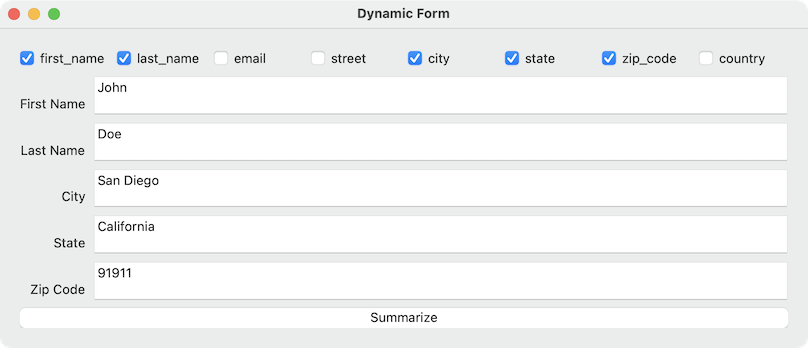 Dynamic Form
first_name last_name email street city state zip_code country
First Name John
Last Name Doe
City San Diego
State California
Zip Code 91911
Summarize